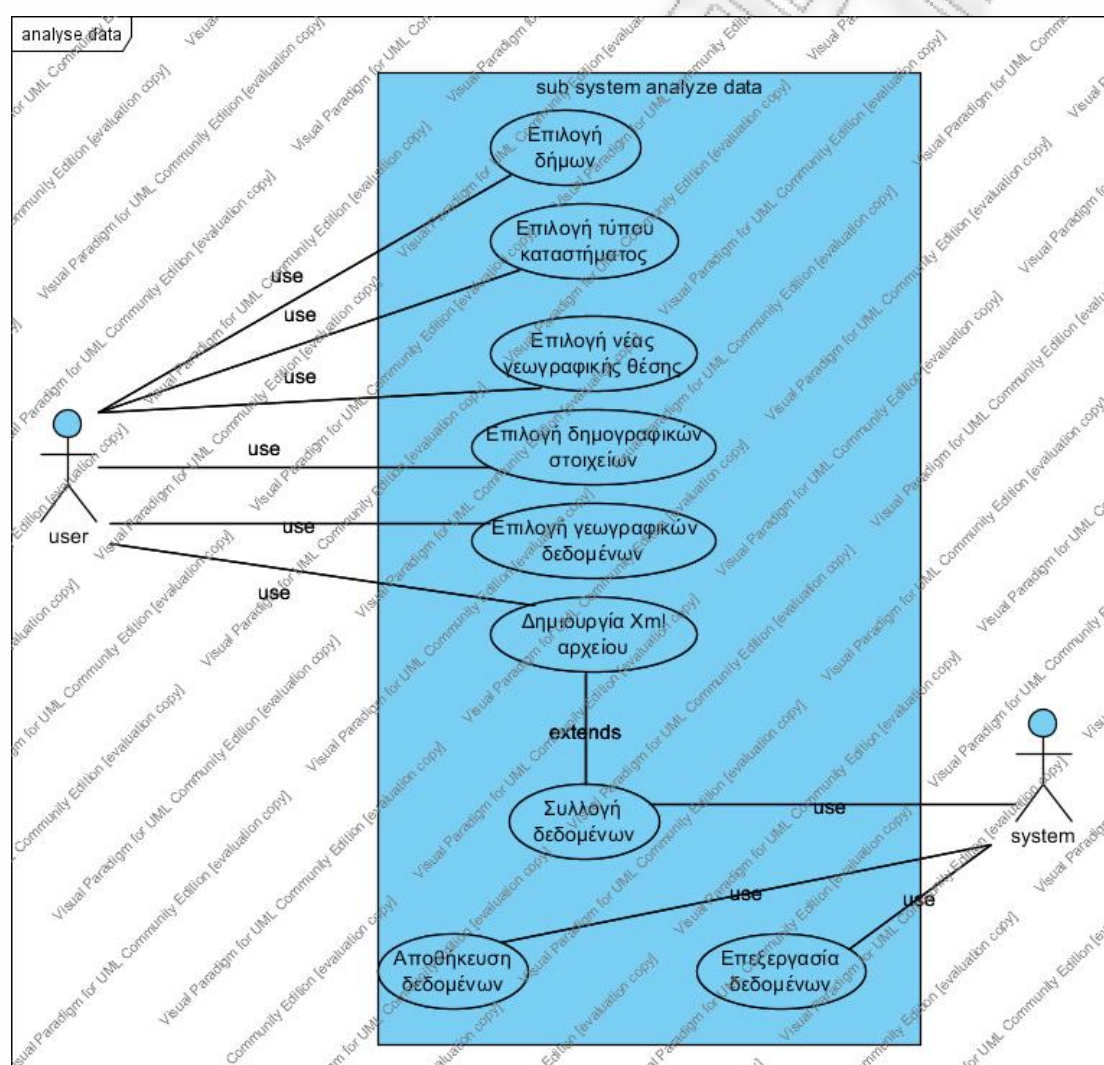 analyse data
sub system analyze data
Επιλογή
δήμων
Επιλογή τύπου
καταστήματος
use
use
Επιλογή νέας
γεωγραφικής θέσης
use
Επιλογή δημογραφικών
στοιχείων
use
Επιλογή γεωγραφικών
δεδομένων
use
user
use
Δημιουργία Xml
αρχείου
extends
Συλλογή
δεδομένων
use
system
use
use
Αποθήκευση
δεδομένων
Επεξεργασία
δεδομένων
Visual Paradigm for UML Community Edition [evaluation copy]